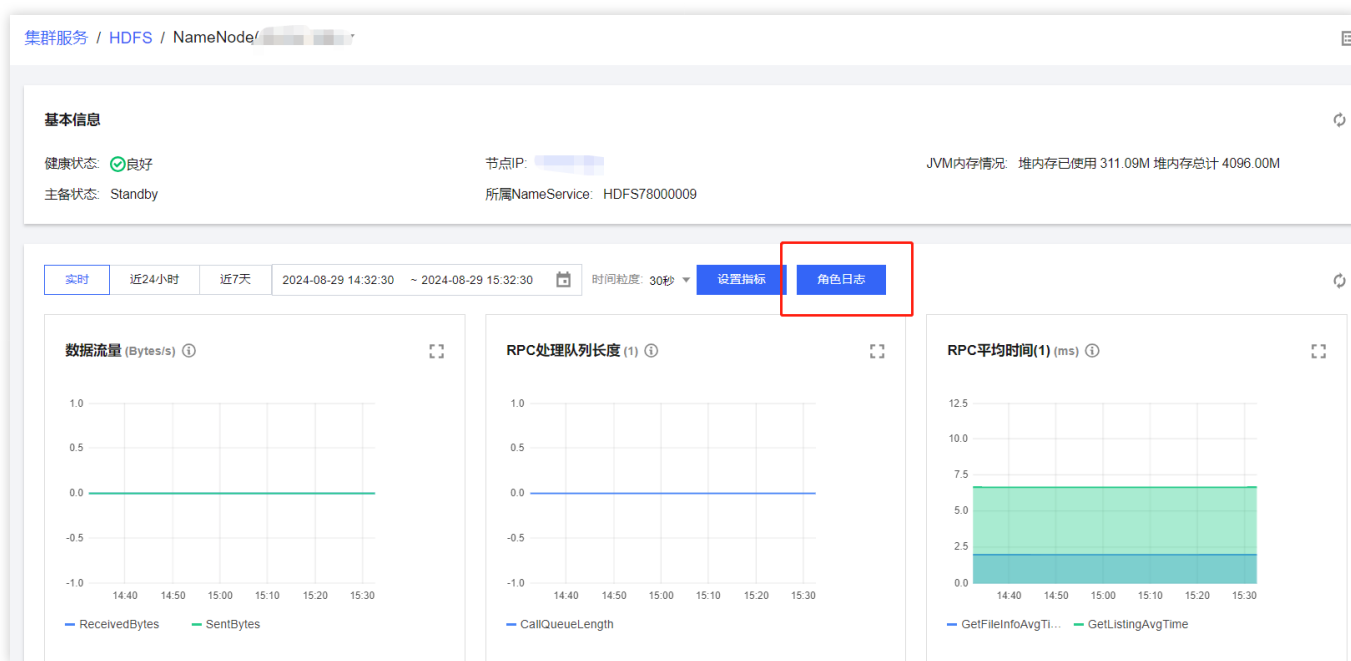 集群服务 / HDFS / NameNode/
基本信息
健康状态: 良好 节点IP: JVM内存情况: 堆内存已使用 311.09M 堆内存总计 4096.00M
主备状态: Standby 所属NameService: HDFS78000009
实时 近24小时 近7天 2024-08-29 14:32:30 ~ 2024-08-29 15:32:30 时间粒度: 30秒 设置指标 角色日志
数据流量 (Bytes/s)
1.0
0.5
0.0
-0.5
-1.0
14:40 14:50 15:00 15:10 15:20 15:30
ReceivedBytes SentBytes
RPC处理队列长度 (1)
1.0
0.5
0.0
-0.5
-1.0
14:40 14:50 15:00 15:10 15:20 15:30
CallQueueLength
RPC平均时间(1) (ms)
12.5
10.0
7.5
5.0
2.5
0.0
14:40 14:50 15:00 15:10 15:20 15:30
GetFileInfoAvgTi... GetListingAvgTime